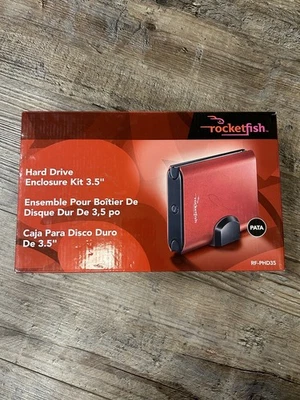 rocketfish
Hard Drive
Enclosure Kit 3.5"
Ensemble Pour Boîtier De
Disque Dur De 3,5 po
Caja Para Disco Duro
De 3.5"
rocketfish
PATA
RF-PHD35